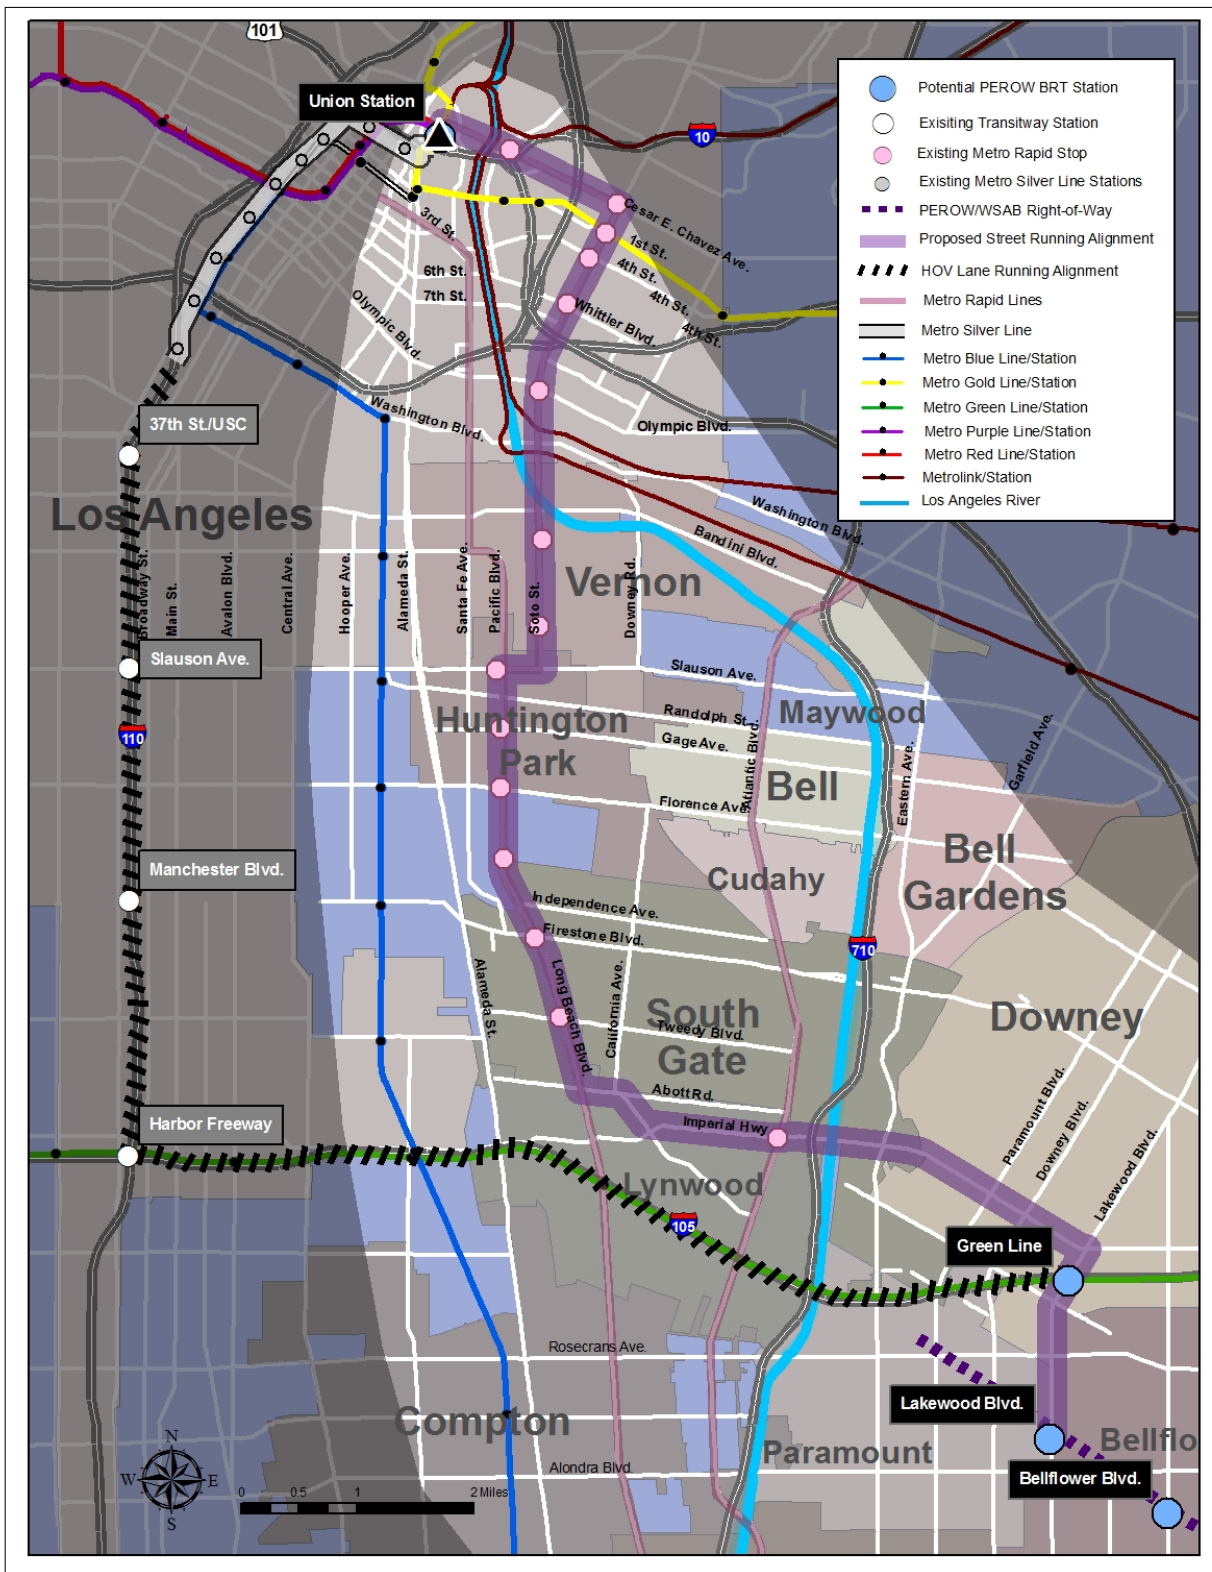 101
Union Station
10
Potential PEROW BRT Station
Exisiting Transitway Station
Existing Metro Rapid Stop
Existing Metro Silver Line Stations
PEROW/WSAB Right-of-Way
Proposed Street Running Alignment
HOV Lane Running Alignment
Metro Rapid Lines
Metro Silver Line
Metro Blue Line/Station
Metro Gold Line/Station
Metro Green Line/Station
Metro Purple Line/Station
Metro Red Line/Station
Metrolink/Station
Los Angeles River
Cesar E. Chavez Ave.
3rd St.
1st St.
6th St.
4th St.
7th St.
4th St.
Olympic Blvd.
Whittier Blvd.
4th St.
37th St./USC
Washington Blvd.
Olympic Blvd.
Los Angeles
Washington Blvd.
Bandini Blvd.
Vernon
Broadway St.
Main St.
Avalon Blvd.
Central Ave.
Hooper Ave.
Alameda St.
Santa Fe Ave.
Pacific Blvd.
Soto St.
Downey Rd.
Slauson Ave.
Slauson Ave.
110
Huntington
Park
Randolph St.
Maywood
Gage Ave.
Atlantic Blvd.
Bell
Eastern Ave.
Garfield Ave.
Florence Ave.
Manchester Blvd.
Cudahy
Bell
Gardens
Independence Ave.
Firestone Blvd.
710
Alameda St.
Long Beach Blvd.
California Ave.
South
Gate
Tweedy Blvd.
Downey
Abott Rd.
Paramount Blvd.
Downey Blvd.
Lakewood Blvd.
Harbor Freeway
Imperial Hwy
Lynwood
105
Green Line
Rosecrans Ave.
Lakewood Blvd.
Compton
Paramount
Bellflo
Alondra Blvd.
Bellflower Blvd.
N
W E
S
0 0.5 1 2 Miles